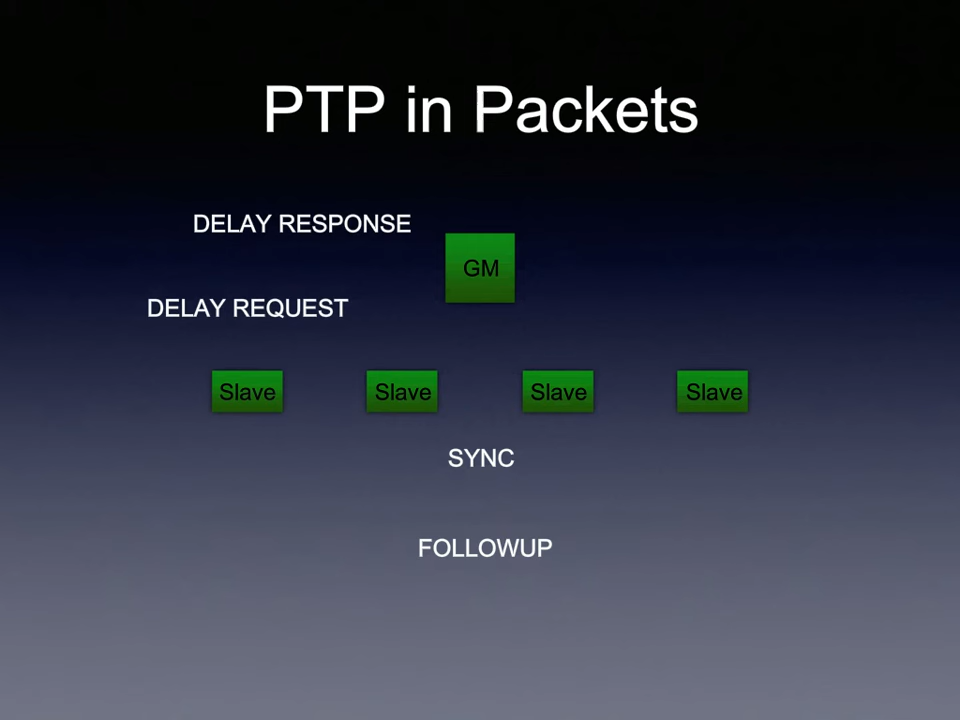 PTP in Packets
DELAY RESPONSE
GM
DELAY REQUEST
Slave
Slave
Slave
Slave
SYNC
FOLLOWUP